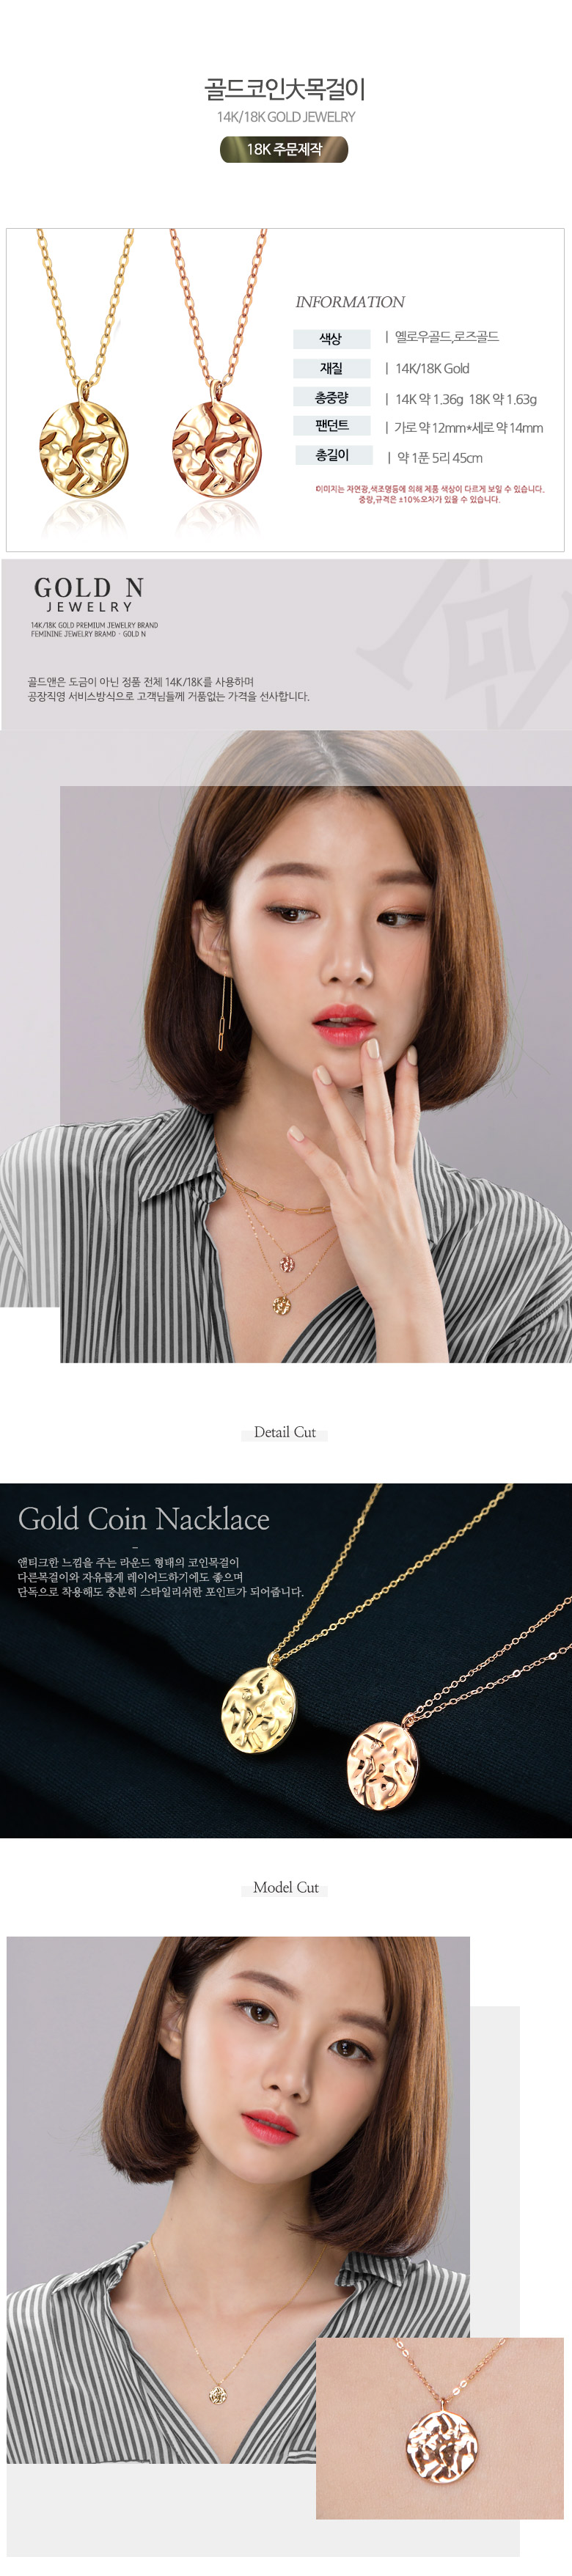 골드코인大목걸이
14K/18K GOLD JEWELRY
18K 주문제작
INFORMATION
색상 | 옐로우골드,로즈골드
재질 | 14K/18K Gold
총중량 | 14K 약 1.36g 18K 약 1.63g
팬던트 | 가로 약 12mm*세로 약 14mm
총길이 | 약 1푼 5리 45cm
이미지는 자연광,색조명등에 의해 제품 색상이 다르게 보일 수 있습니다.
중량,규격은 ±10%오차가 있을 수 있습니다.
GOLD N
JEWELRY
14K/18K GOLD PREMIUM JEWELRY BRAND
FEMININE JEWELRY BRAMD · GOLD N
골드앤은 도금이 아닌 정품 전체 14K/18K를 사용하며
공장직영 서비스방식으로 고객님들께 거품없는 가격을 선사합니다.
Detail Cut
Gold Coin Nacklace
–
앤티크한 느낌을 주는 라운드 형태의 코인목걸이
다른목걸이와 자유롭게 레이어드하기에도 좋으며
단독으로 착용해도 충분히 스타일리쉬한 포인트가 되어줍니다.
Model Cut